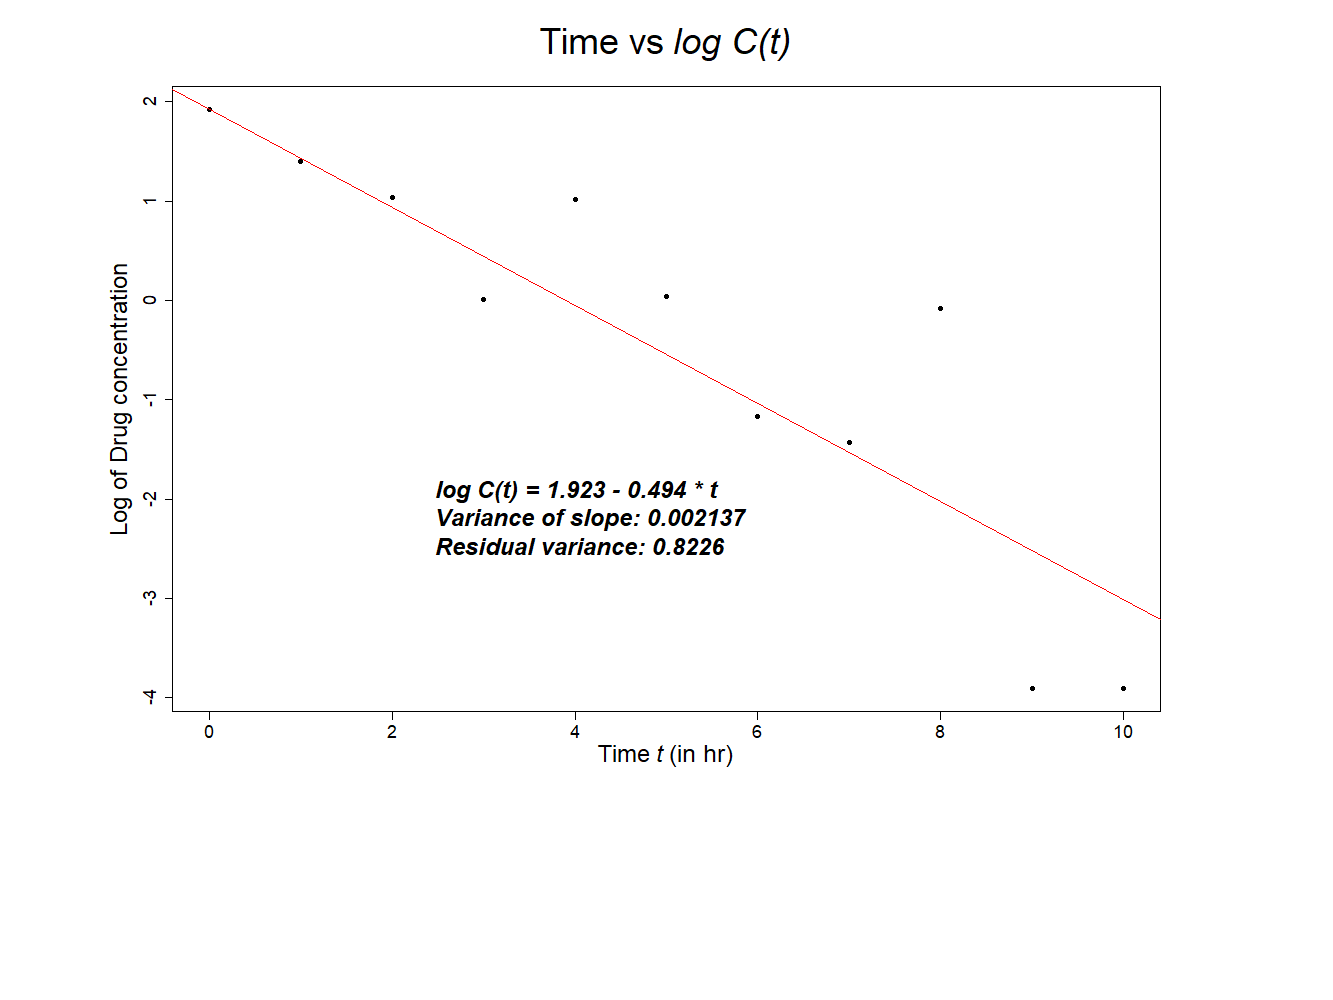 Time vs log C(t)
2
1
0
-1
-2
-3
-4
Log of Drug concentration
log C(t) = 1.923 - 0.494 * t
Variance of slope: 0.002137
Residual variance: 0.8226
0 2 4 6 8 10
Time t (in hr)